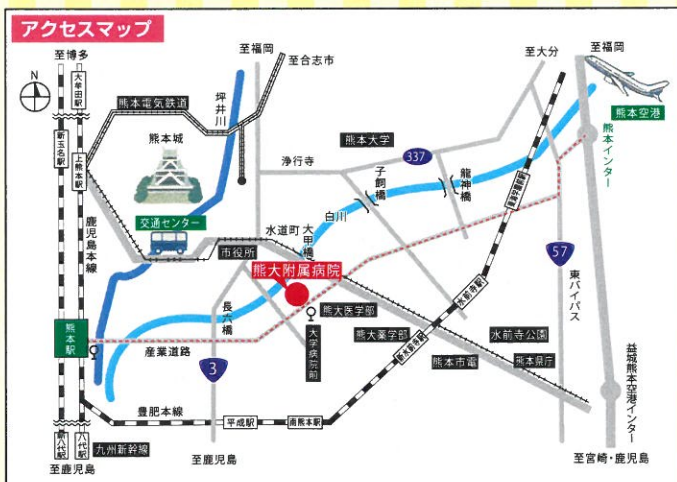 アクセスマップ
至博多
至福岡
至合志市
至大分
至福岡
N
大牟田駅
熊本電気鉄道
坪井川
熊本空港
新玉名駅
上熊本駅
熊本城
熊本大学
337
熊本インター
浄行寺
子飼橋
龍神橋
交通センター
白川
鹿児島本線
水道町
大甲橋
市役所
57
東バイパス
熊大附属病院
水前寺駅
長六橋
熊大医学部
熊本駅
大学病院前
熊大薬学部
新水前寺駅
水前寺公園
産業道路
3
熊本市電
熊本県庁
益城熊本空港インター
豊肥本線
平成駅
南熊本駅
新八代駅
八代駅
九州新幹線
至鹿児島
至鹿児島
至宮崎・鹿児島